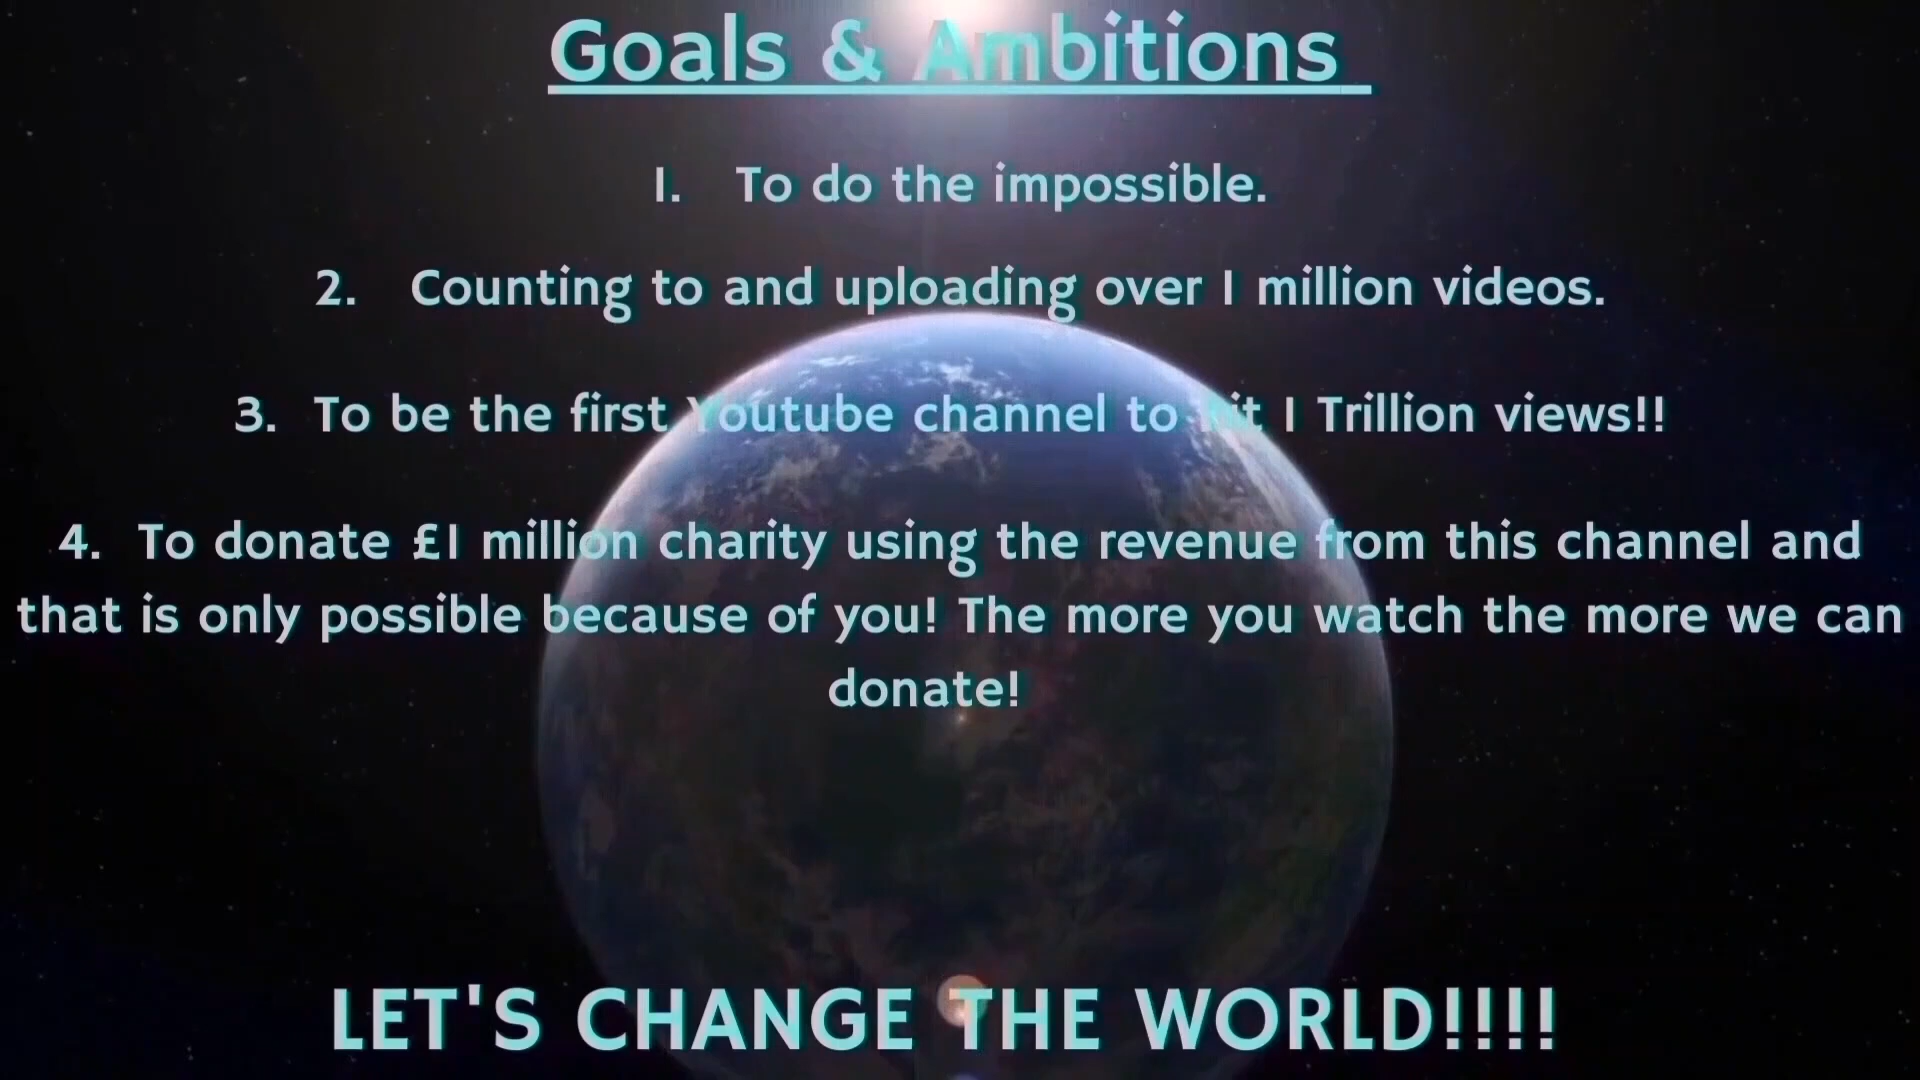 Goals & Ambitions
1. To do the impossible.
2. Counting to and uploading over 1 million videos.
3. To be the first Youtube channel to hit 1 Trillion views!!
4. To donate £1 million charity using the revenue from this channel and
that is only possible because of you! The more you watch the more we can
donate!
LET'S CHANGE THE WORLD!!!!